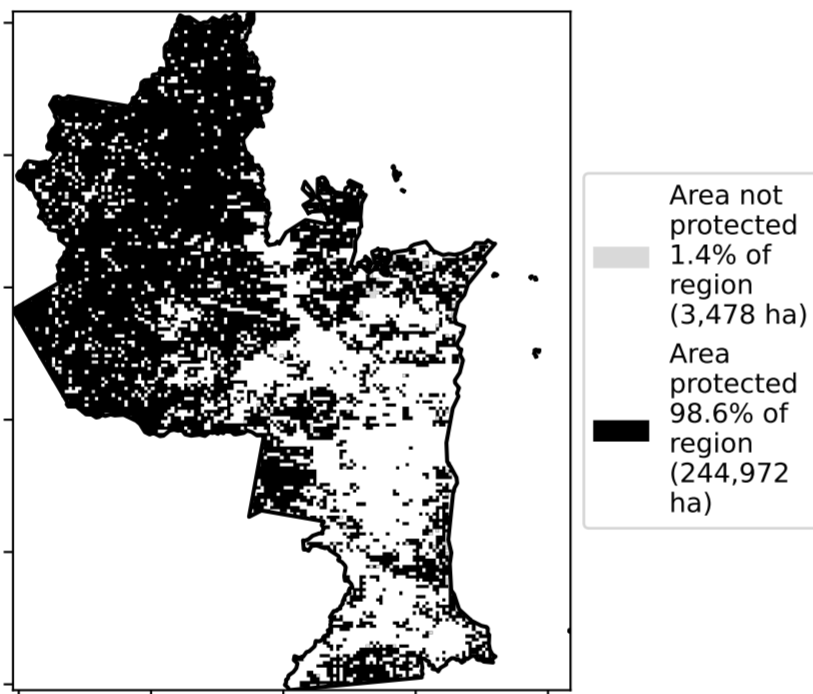 Area not
protected
1.4% of
region
(3,478 ha)
Area
protected
98.6% of
region
(244,972
ha)